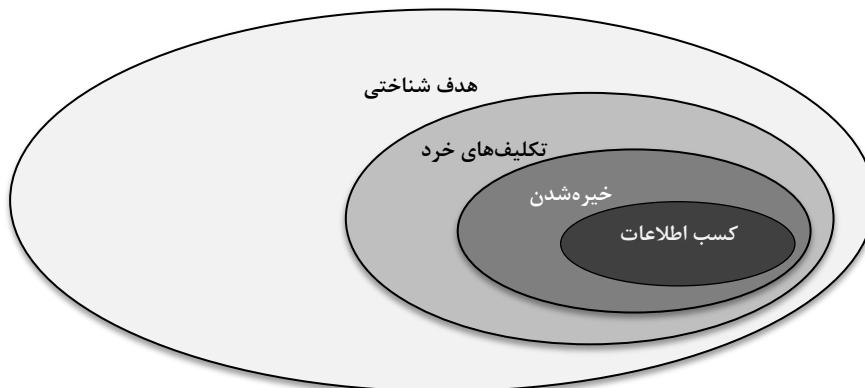 هدف شناختی
تکلیف‌های خرد
خیره‌شدن
کسب اطلاعات